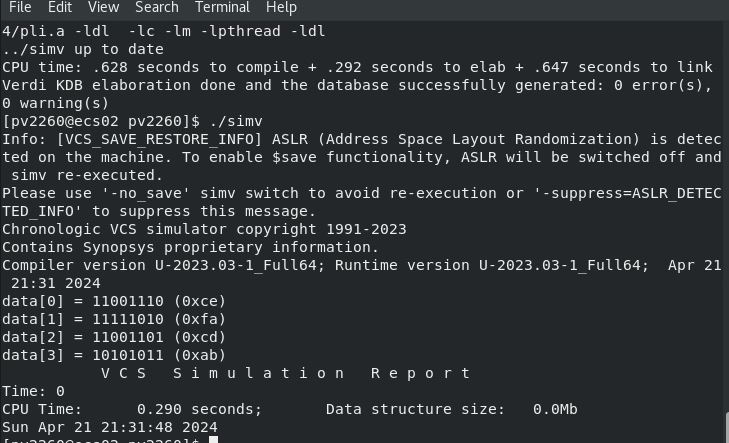 File Edit View Search Terminal Help
4/pli.a -ldl  -lc -lm -lpthread -ldl
../simv up to date
CPU time: .628 seconds to compile + .292 seconds to elab + .647 seconds to link
Verdi KDB elaboration done and the database successfully generated: 0 error(s),
0 warning(s)
[pv2260@ecs02 pv2260]$ ./simv
Info: [VCS_SAVE_RESTORE_INFO] ASLR (Address Space Layout Randomization) is detec
ted on the machine. To enable $save functionality, ASLR will be switched off and
 simv re-executed.
Please use '-no_save' simv switch to avoid re-execution or '-suppress=ASLR_DETEC
TED_INFO' to suppress this message.
Chronologic VCS simulator copyright 1991-2023
Contains Synopsys proprietary information.
Compiler version U-2023.03-1_Full64; Runtime version U-2023.03-1_Full64;  Apr 21
 21:31 2024
data[0] = 11001110 (0xce)
data[1] = 11111010 (0xfa)
data[2] = 11001101 (0xcd)
data[3] = 10101011 (0xab)
           V C S   S i m u l a t i o n   R e p o r t
Time: 0
CPU Time:      0.290 seconds;       Data structure size:   0.0Mb
Sun Apr 21 21:31:48 2024
[pv2260@ecs02 pv2260]$